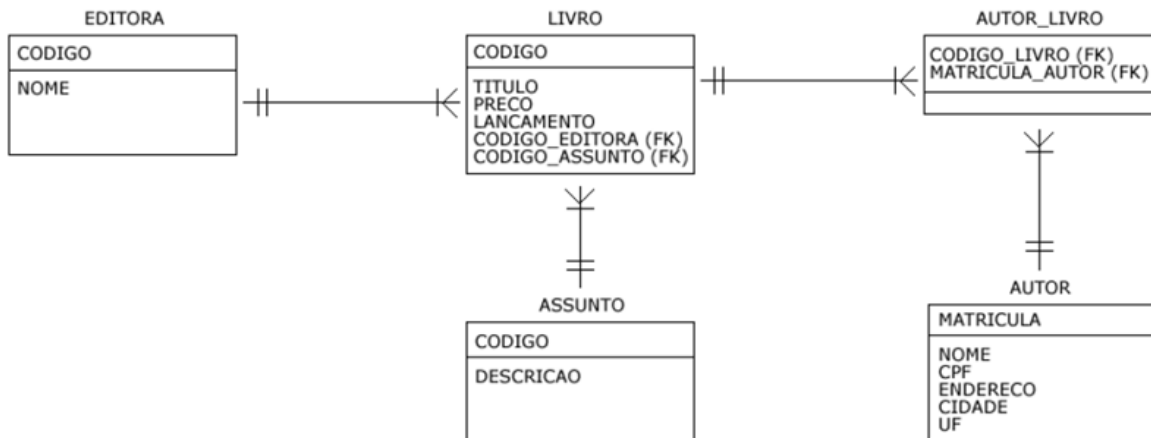 EDITORA
CODIGO
NOME
LIVRO
CODIGO
TITULO
PRECO
LANCAMENTO
CODIGO_EDITORA (FK)
CODIGO_ASSUNTO (FK)
AUTOR_LIVRO
CODIGO_LIVRO (FK)
MATRICULA_AUTOR (FK)
ASSUNTO
CODIGO
DESCRICAO
AUTOR
MATRICULA
NOME
CPF
ENDERECO
CIDADE
UF